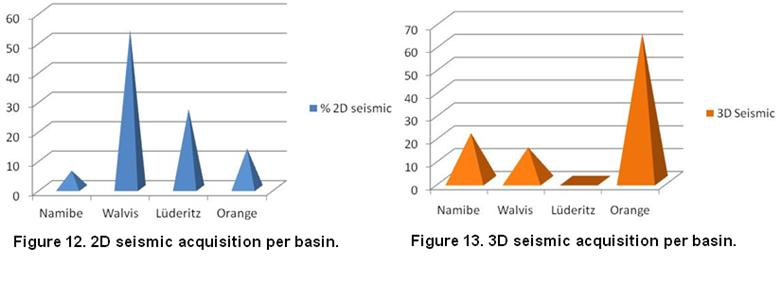 60
50
40
30
20
10
0
Namibe Walvis Lüderitz Orange
% 2D seismic
Figure 12. 2D seismic acquisition per basin.
70
60
50
40
30
20
10
0
Namibe Walvis Lüderitz Orange
3D Seismic
Figure 13. 3D seismic acquisition per basin.